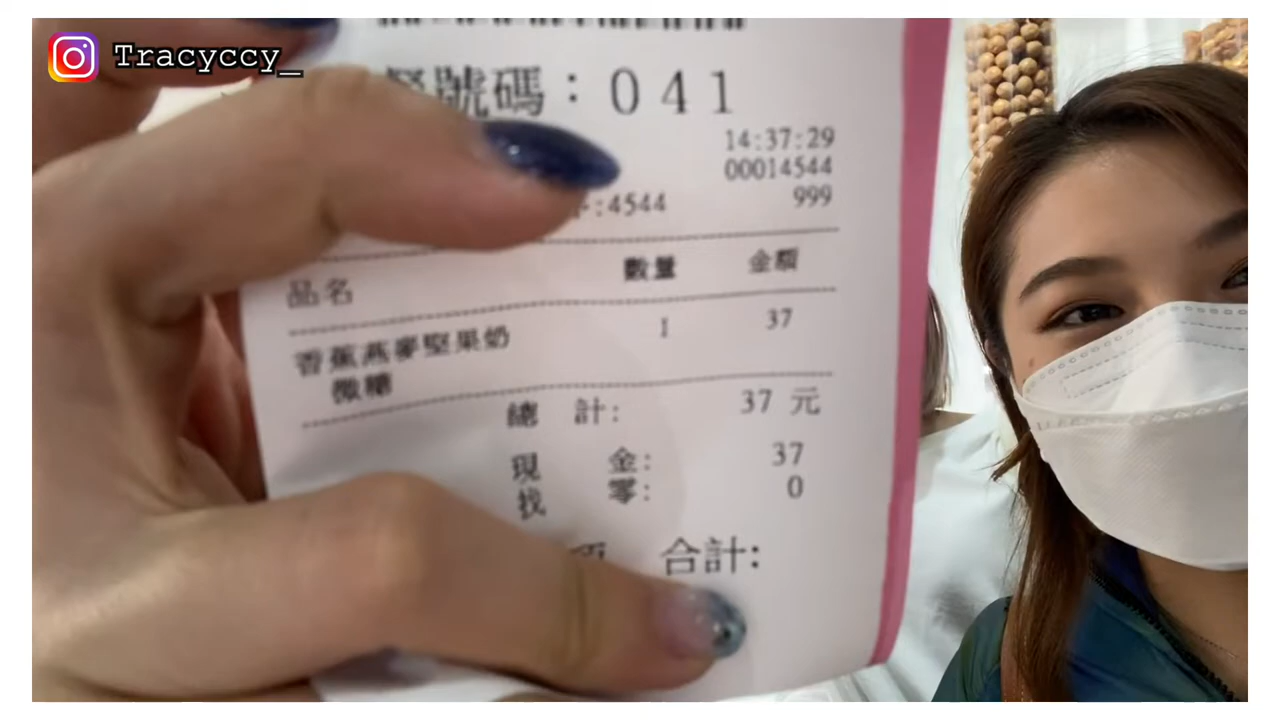 Tracyccy_
號碼：041
14:37:29
00014544
:4544 999
品名 數量 金額
香蕉燕麥堅果奶 1 37
微糖
總 計: 37 元
現 金: 37
找 零: 0
合計: